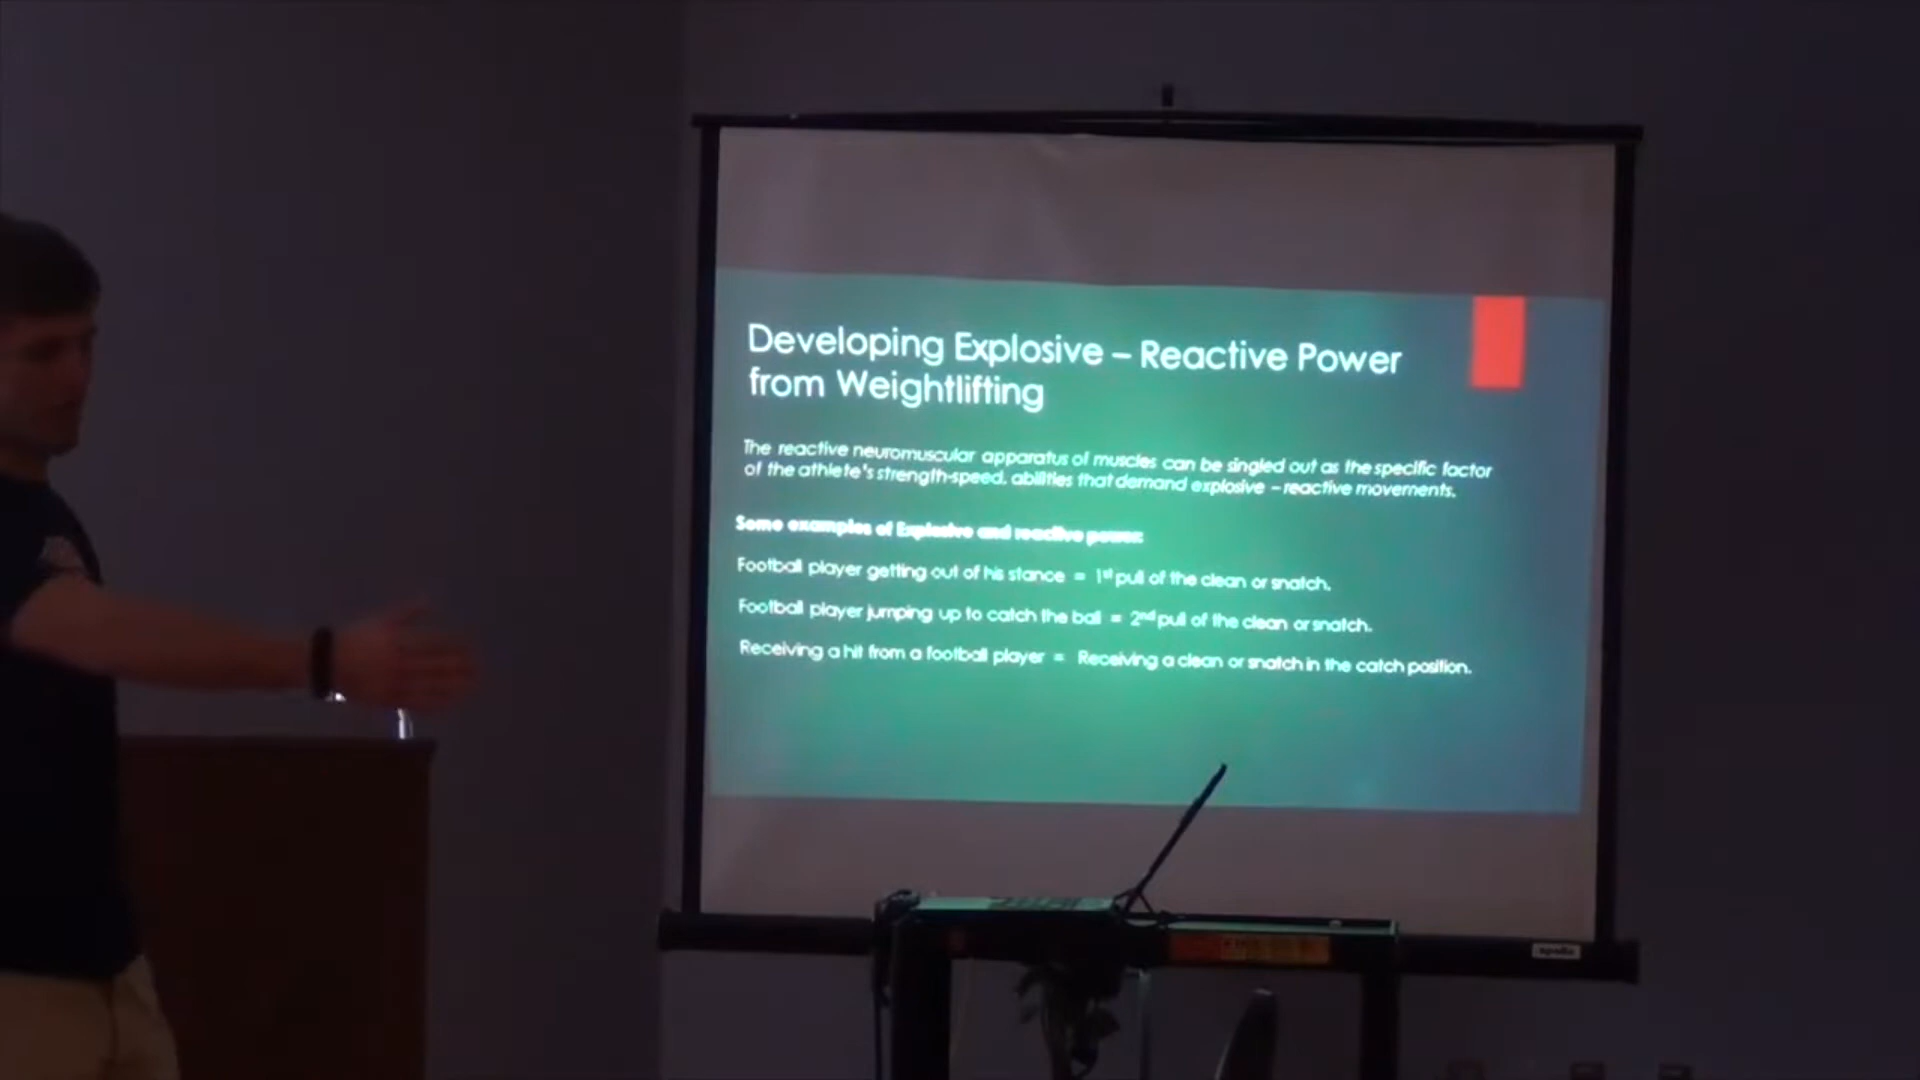 Developing Explosive – Reactive Power
from Weightlifting
The reactive neuromuscular apparatus of muscles can be singled out as the specific factor
of the athlete's strength-speed, abilities that demand explosive – reactive movements.
Some examples of Explosive and reactive power:
Football player getting out of his stance = 1st pull of the clean or snatch.
Football player jumping up to catch the ball = 2nd pull of the clean or snatch.
Receiving a hit from a football player = Receiving a clean or snatch in the catch position.
apollo